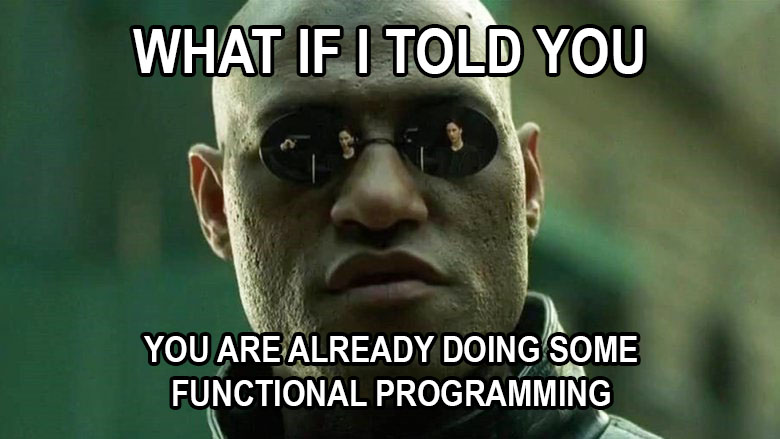 WHAT IF I TOLD YOU
YOU ARE ALREADY DOING SOME
FUNCTIONAL PROGRAMMING